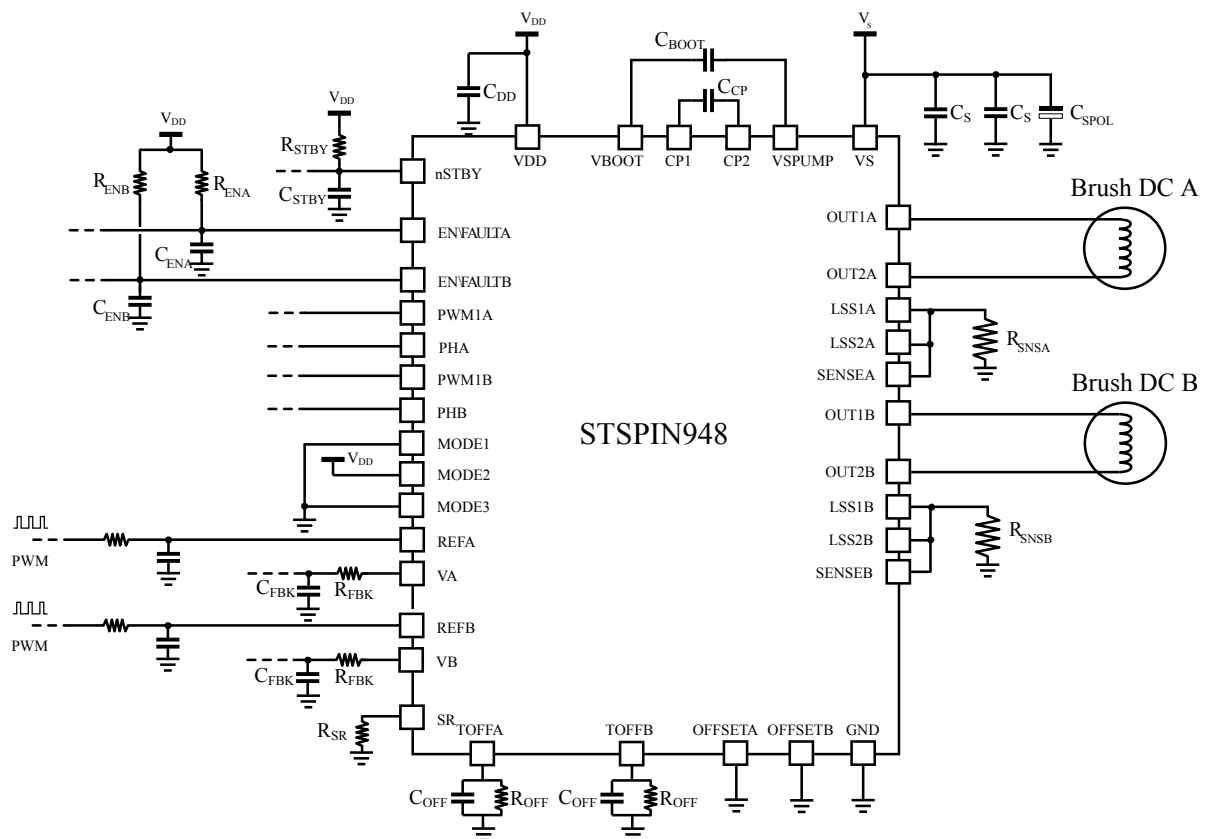 VDD
VS
CBOOT
CCP
CDD
CS
CS
CSPOL
VDD
VDD
RSTBY
CSTBY
RENB
RENA
CENA
CENB
VDD
VBOOT
CP1
CP2
VSPUMP
VS
nSTBY
EN\FAULTA
EN\FAULTB
PWM1A
PHA
PWM1B
PHB
MODE1
VDD
MODE2
MODE3
REFA
PWM
VA
CFBK
RFBK
REFB
PWM
VB
CFBK
RFBK
SR
RSR
STSPIN948
Brush DC A
OUT1A
OUT2A
LSS1A
LSS2A
SENSEA
RSNSA
Brush DC B
OUT1B
OUT2B
LSS1B
LSS2B
SENSEB
RSNSB
TOFFA
TOFFB
OFFSETA
OFFSETB
GND
COFF
ROFF
COFF
ROFF